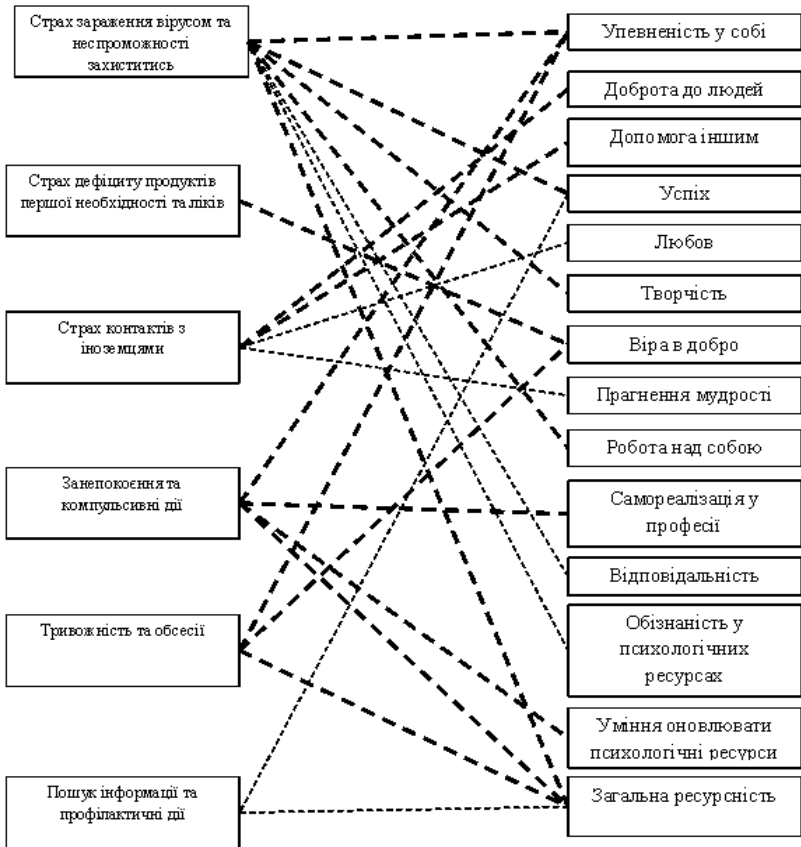 Страх зараження вірусом та
неспроможності
захиститись
Страх дефіциту продуктів
першої необхідності та ліків
Страх контактів з
іноземцями
Занепокоєння та
компульсивні дії
Тривожність та обсесії
Пошук інформації та
профілактичні дії
Упевненість у собі
Доброта до людей
Допомога іншим
Успіх
Любов
Творчість
Віра в добро
Прагнення мудрості
Робота над собою
Самореалізація у
професії
Відповідальність
Обізнаність у
психологічних
ресурсах
Уміння оновлювати
психологічні ресурси
Загальна ресурсність